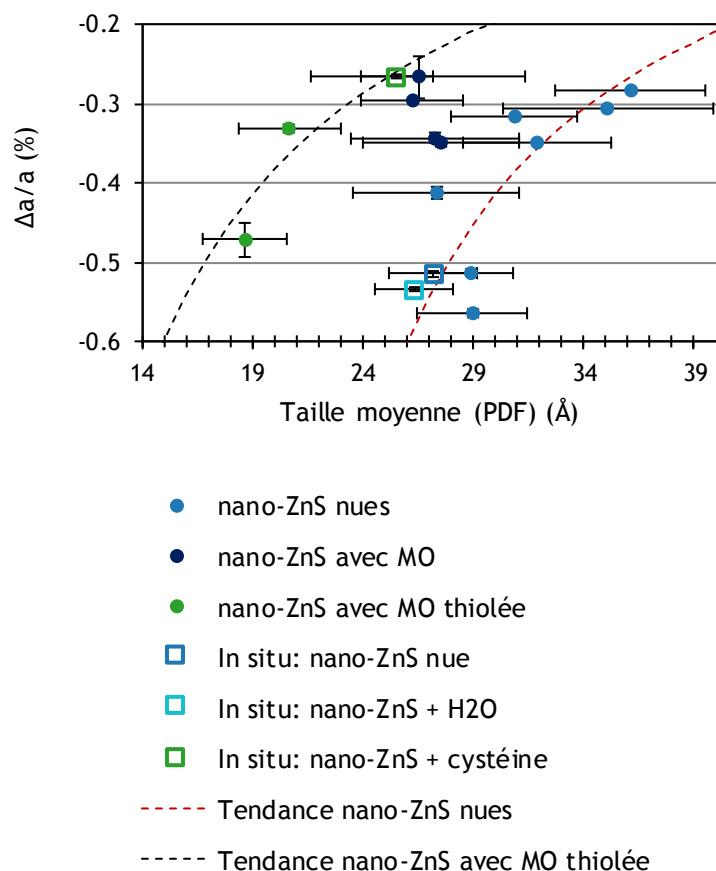 -0.2
-0.3
-0.4
-0.5
-0.6
Δa/a (%)
14 19 24 29 34 39
Taille moyenne (PDF) (Å)
nano-ZnS nues
nano-ZnS avec MO
nano-ZnS avec MO thiolée
In situ: nano-ZnS nue
In situ: nano-ZnS + H2O
In situ: nano-ZnS + cystéine
Tendance nano-ZnS nues
Tendance nano-ZnS avec MO thiolée